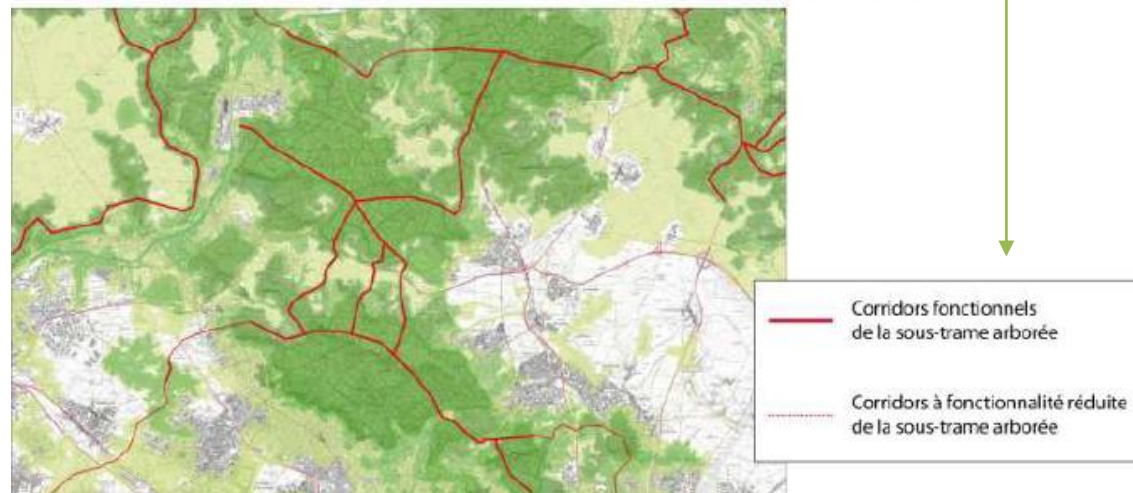 Corridors fonctionnels
de la sous-trame arborée
Corridors à fonctionnalité réduite
de la sous-trame arborée